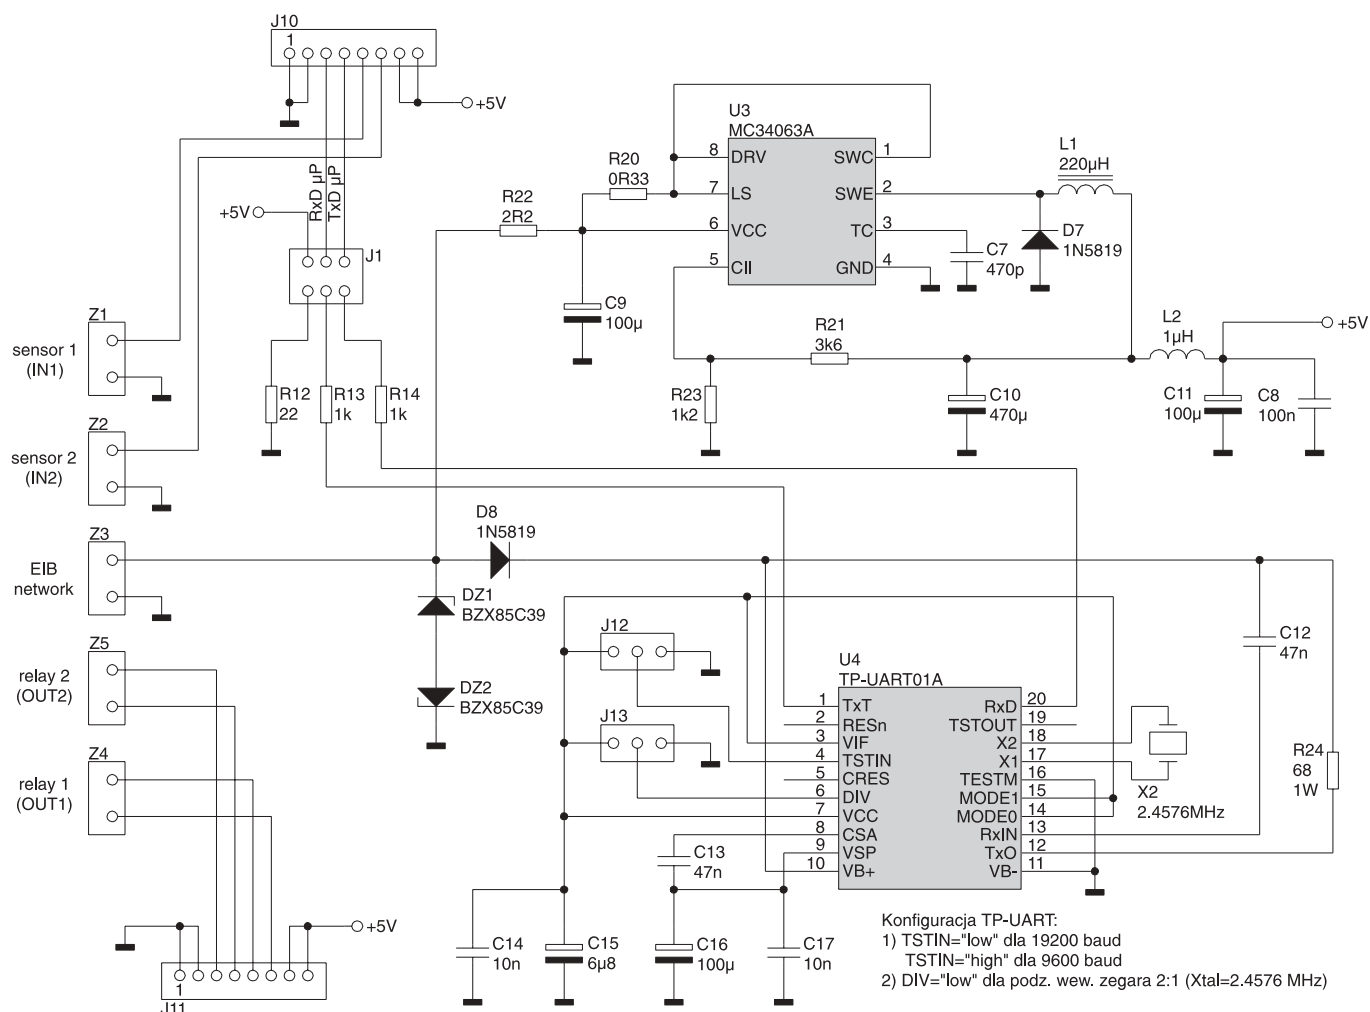 J10
1
+5V
RxD µP
TxD µP
+5V
J1
Z1
sensor 1
(IN1)
Z2
sensor 2
(IN2)
Z3
EIB
network
Z5
relay 2
(OUT2)
Z4
relay 1
(OUT1)
R12
22
R13
1k
R14
1k
R22
2R2
R20
0R33
C9
100µ
U3
MC34063A
8
DRV
SWC
1
7
LS
SWE
2
6
VCC
TC
3
5
CII
GND
4
L1
220µH
D7
1N5819
C7
470p
R21
3k6
R23
1k2
C10
470µ
L2
1µH
+5V
C11
100µ
C8
100n
D8
1N5819
DZ1
BZX85C39
DZ2
BZX85C39
J12
J13
U4
TP-UART01A
1
TxT
RxD
20
2
RESn
TSTOUT
19
3
VIF
X2
18
4
TSTIN
X1
17
5
CRES
TESTM
16
6
DIV
MODE1
15
7
VCC
MODE0
14
8
CSA
RxIN
13
9
VSP
TxO
12
10
VB+
VB-
11
C12
47n
R24
68
1W
X2
2.4576MHz
C13
47n
C14
10n
C15
6µ8
C16
100µ
C17
10n
+5V
1
J11
Konfiguracja TP-UART:
1) TSTIN="low" dla 19200 baud
TSTIN="high" dla 9600 baud
2) DIV="low" dla podz. wew. zegara 2:1 (Xtal=2.4576 MHz)